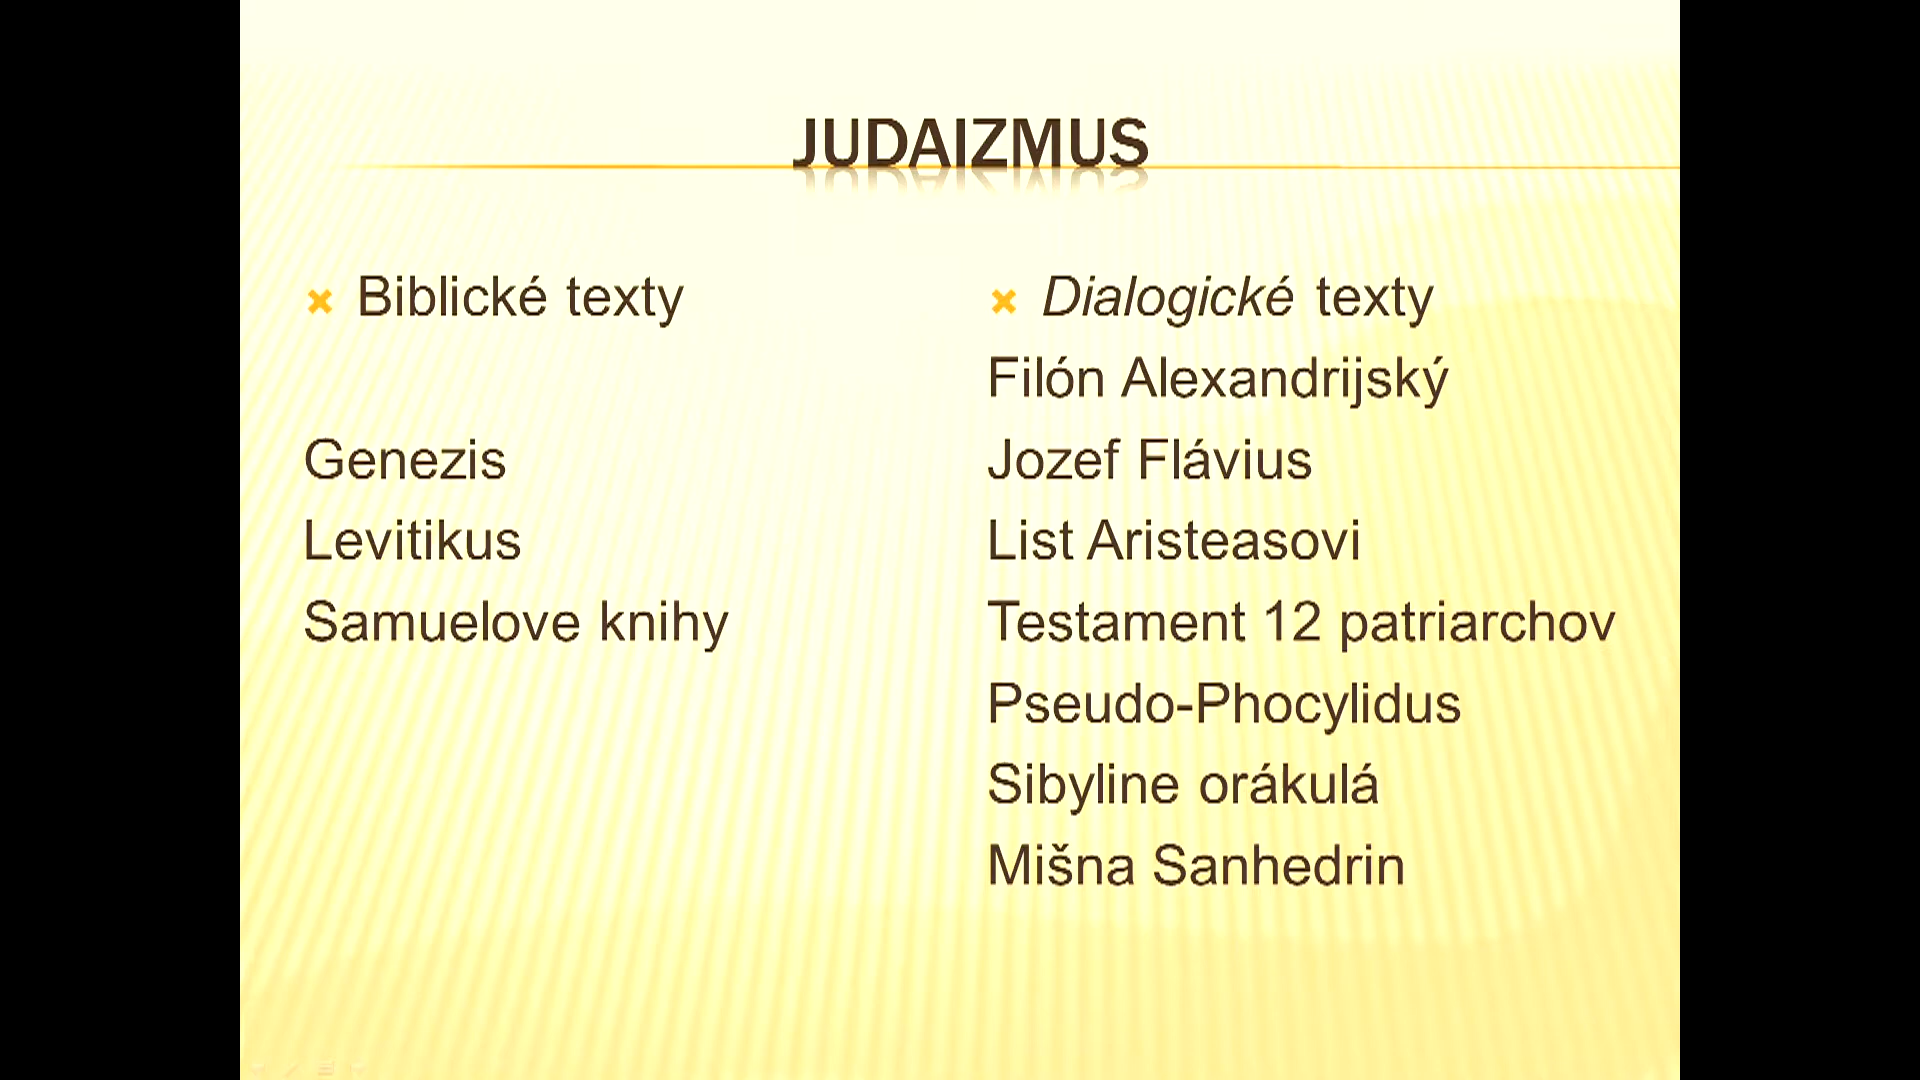 JUDAIZMUS
Biblické texty
Genezis
Levitikus
Samuelove knihy
Dialogické texty
Filón Alexandrijský
Jozef Flávius
List Aristeasovi
Testament 12 patriarchov
Pseudo-Phocylidus
Sibyline orákulá
Mišna Sanhedrin